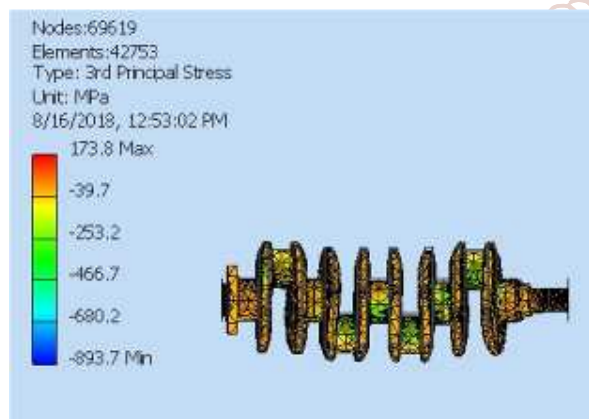 Nodes:69619
Elements:42753
Type: 3rd Principal Stress
Unit: MPa
8/16/2018, 12:53:02 PM
173.8 Max
-39.7
-253.2
-466.7
-680.2
-893.7 Min